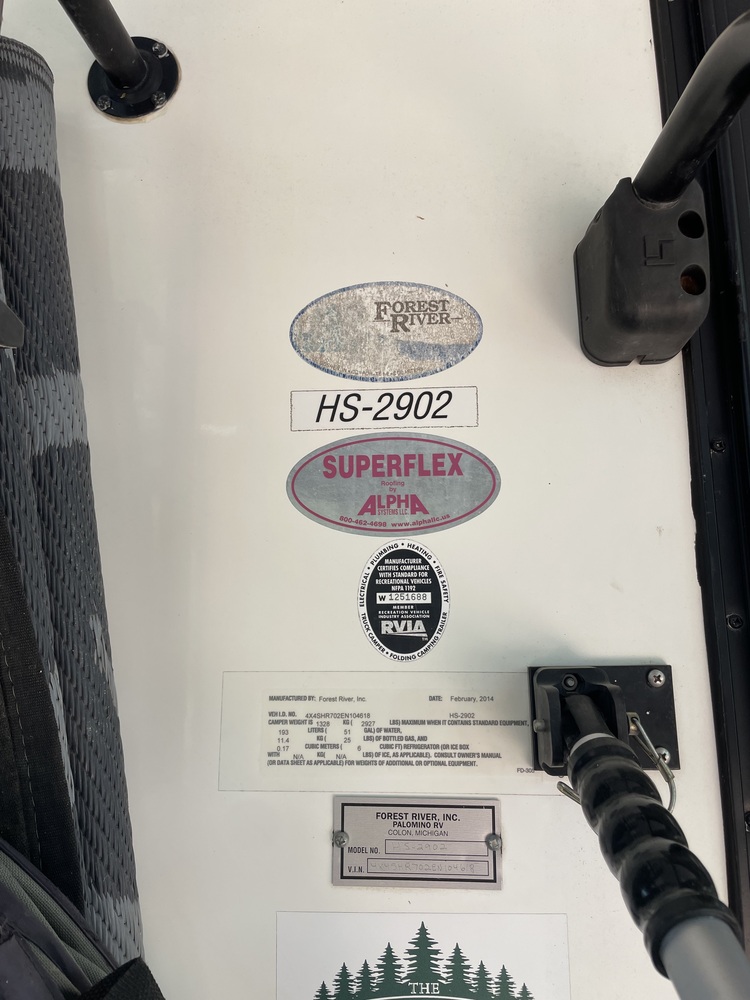 FOREST
RIVER
HS-2902
SUPERFLEX
Roofing
by
ALPHA
SYSTEMS LLC.
800-462-4698 www.alphallc.us
ELECTRICAL • PLUMBING • HEATING • FIRE SAFETY
MANUFACTURER
CERTIFIES COMPLIANCE
WITH STANDARD FOR
RECREATIONAL VEHICLES
NFPA 1192
W 1251688
MEMBER
RECREATION VEHICLE
INDUSTRY ASSOCIATION
RVIA
TM
TRUCK CAMPER • FOLDING CAMPING TRAILER
MANUFACTURED BY: Forest River, Inc. DATE: February, 2014
VEH I.D. NO. 4X4SHR702EN104618 HS-2902
CAMPER WEIGHT IS 1328 KG ( 2927 LBS) MAXIMUM WHEN IT CONTAINS STANDARD EQUIPMENT,
193 LITERS ( 51 GAL) OF WATER,
11.4 KG ( 25 LBS) OF BOTTLED GAS, AND
0.17 CUBIC METERS ( 6 CUBIC FT) REFRIGERATOR (OR ICE BOX
WITH N/A KG( N/A LBS) OF ICE, AS APPLICABLE). CONSULT OWNER'S MANUAL
(OR DATA SHEET AS APPLICABLE) FOR WEIGHTS OF ADDITIONAL OR OPTIONAL EQUIPMENT.
FOREST RIVER, INC.
PALOMINO RV
COLON, MICHIGAN
MODEL NO. HS-2902
V.I.N.
THE